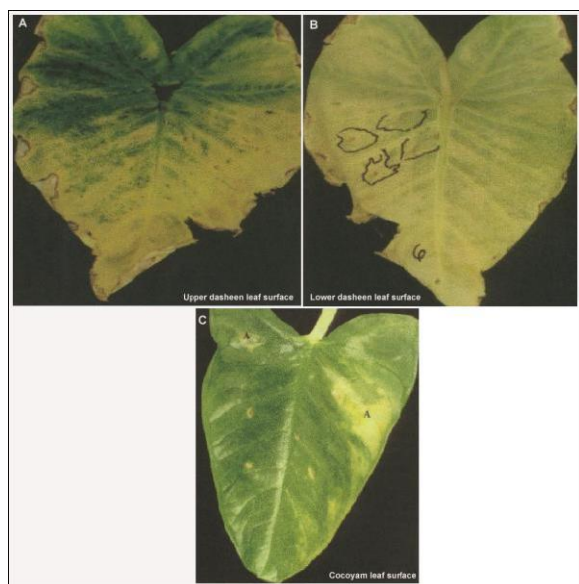 A
B
Upper dasheen leaf surface
Lower dasheen leaf surface
6
C
A
A
Cocoyam leaf surface